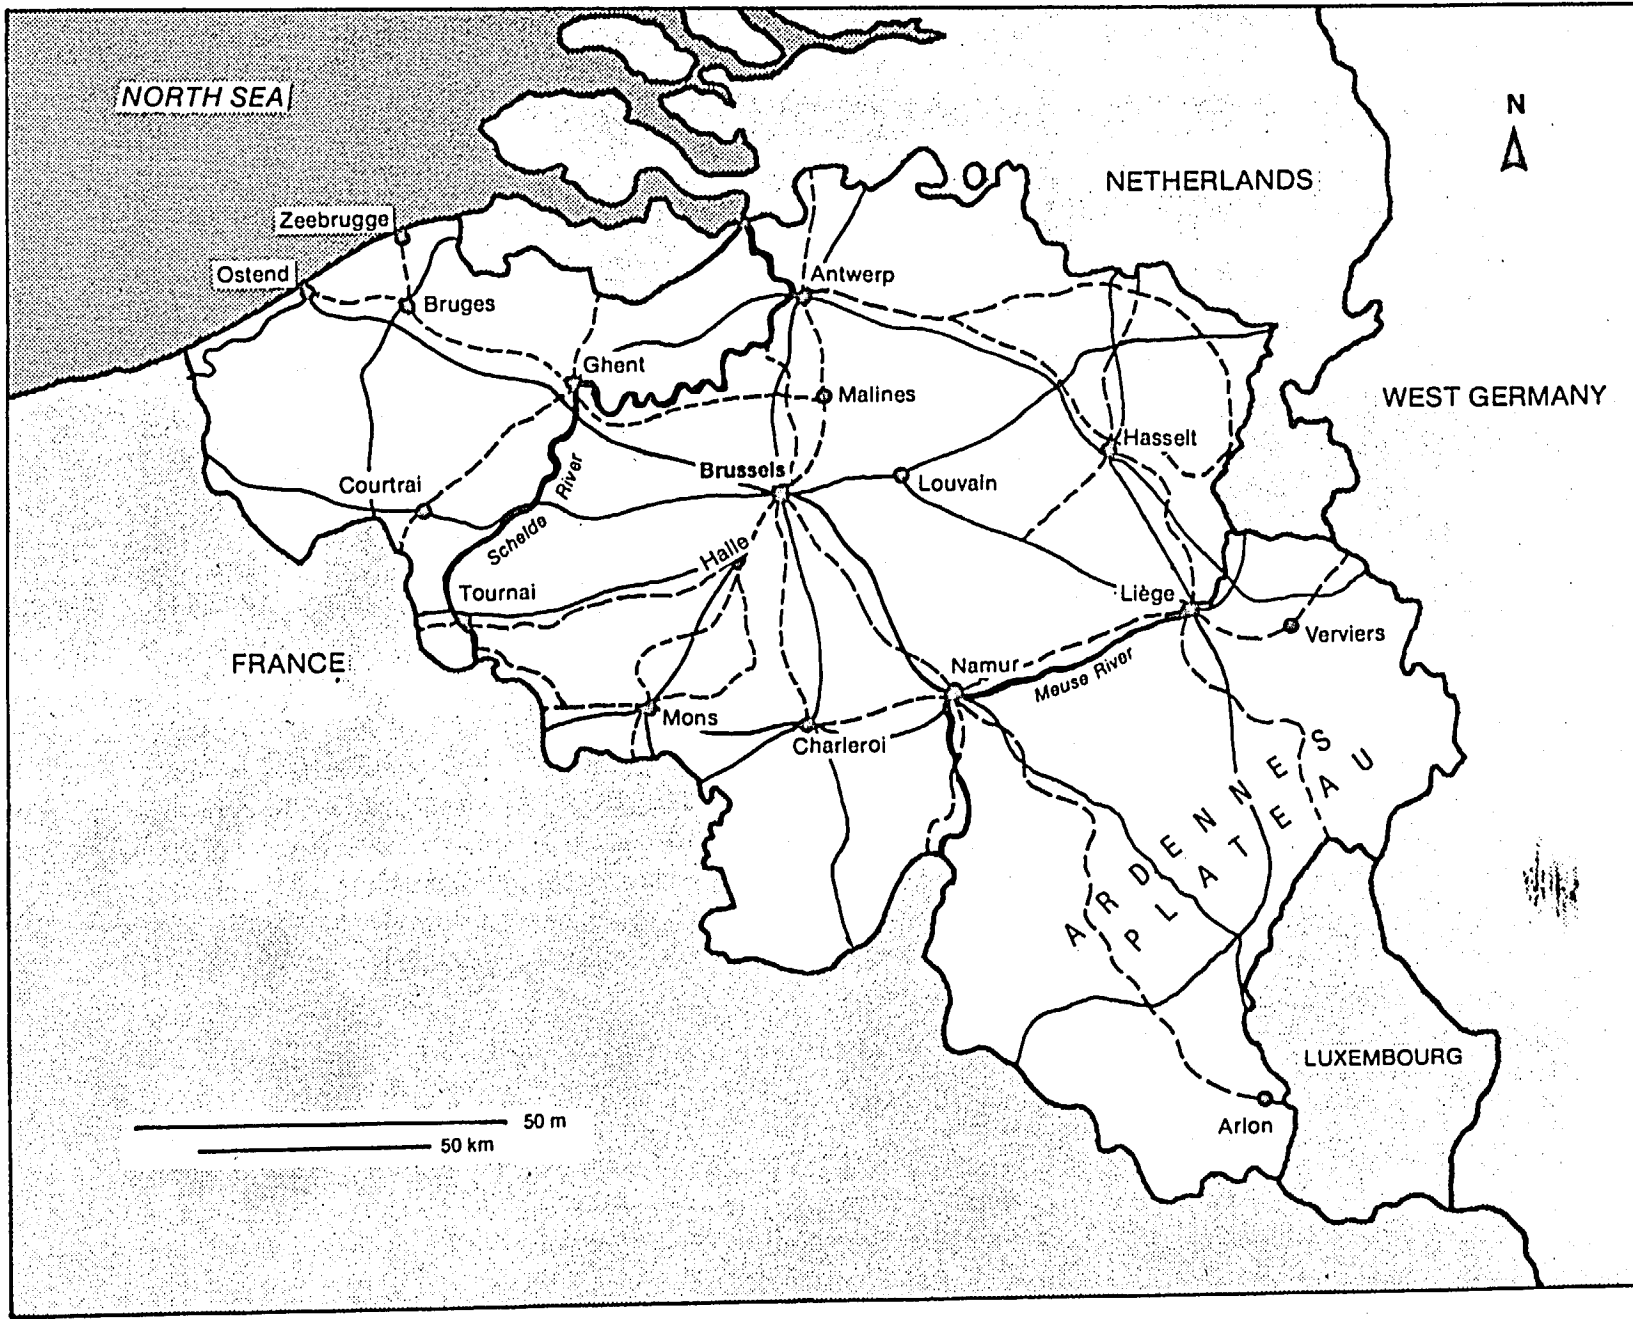 NORTH SEA
N
NETHERLANDS
Zeebrugge
Ostend
Antwerp
Bruges
Ghent
Malines
WEST GERMANY
Hasselt
Brussels
Louvain
Courtrai
River
Schelde
Halle
Tournai
Liège
Verviers
FRANCE
Namur
Meuse River
Mons
Charleroi
ARDENNES
PLATEAU
LUXEMBOURG
50 m
50 km
Arlon